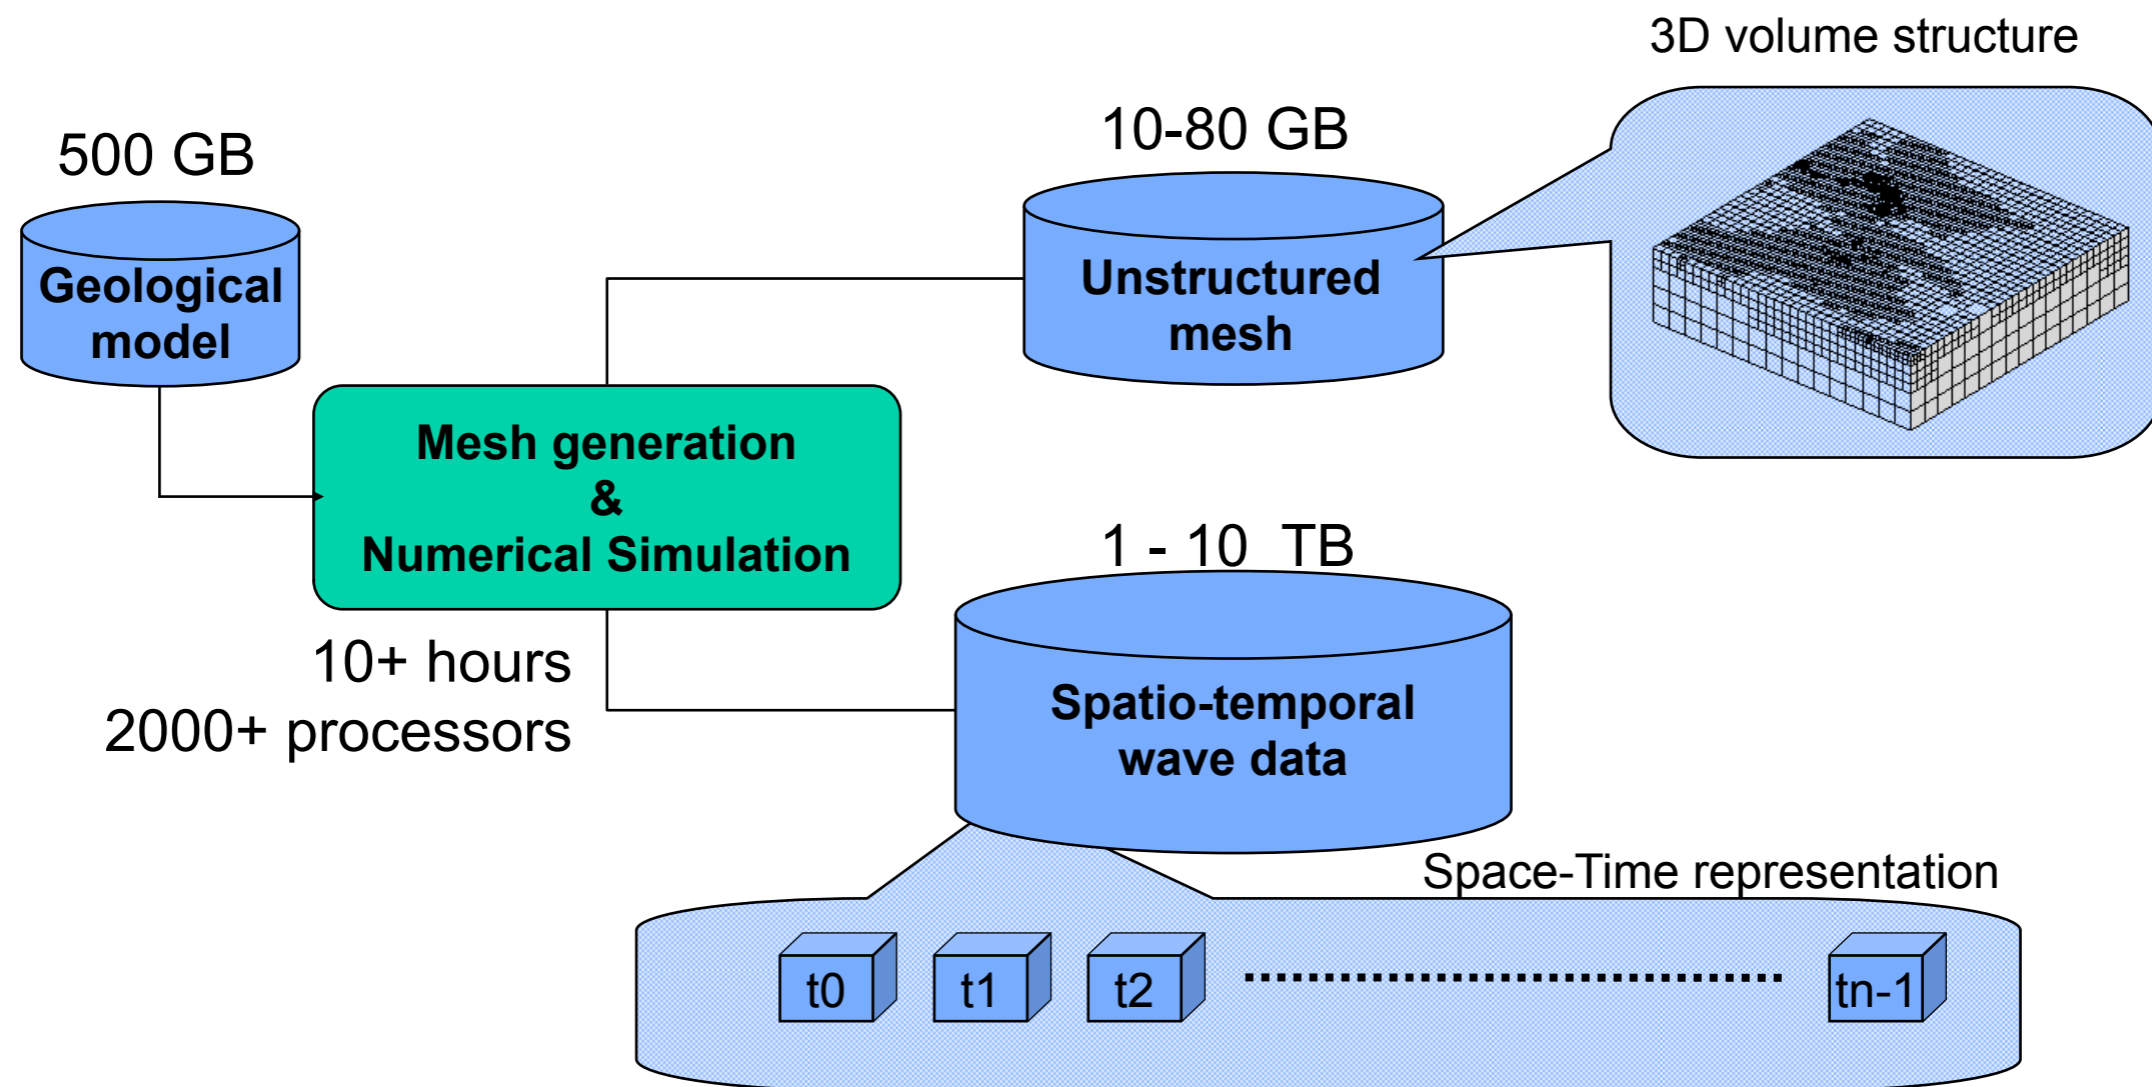 3D volume structure
500 GB
10-80 GB
Geological
model
Unstructured
mesh
Mesh generation
&
Numerical Simulation
10+ hours
2000+ processors
1 - 10 TB
Spatio-temporal
wave data
Space-Time representation
t0 t1 t2 tn-1